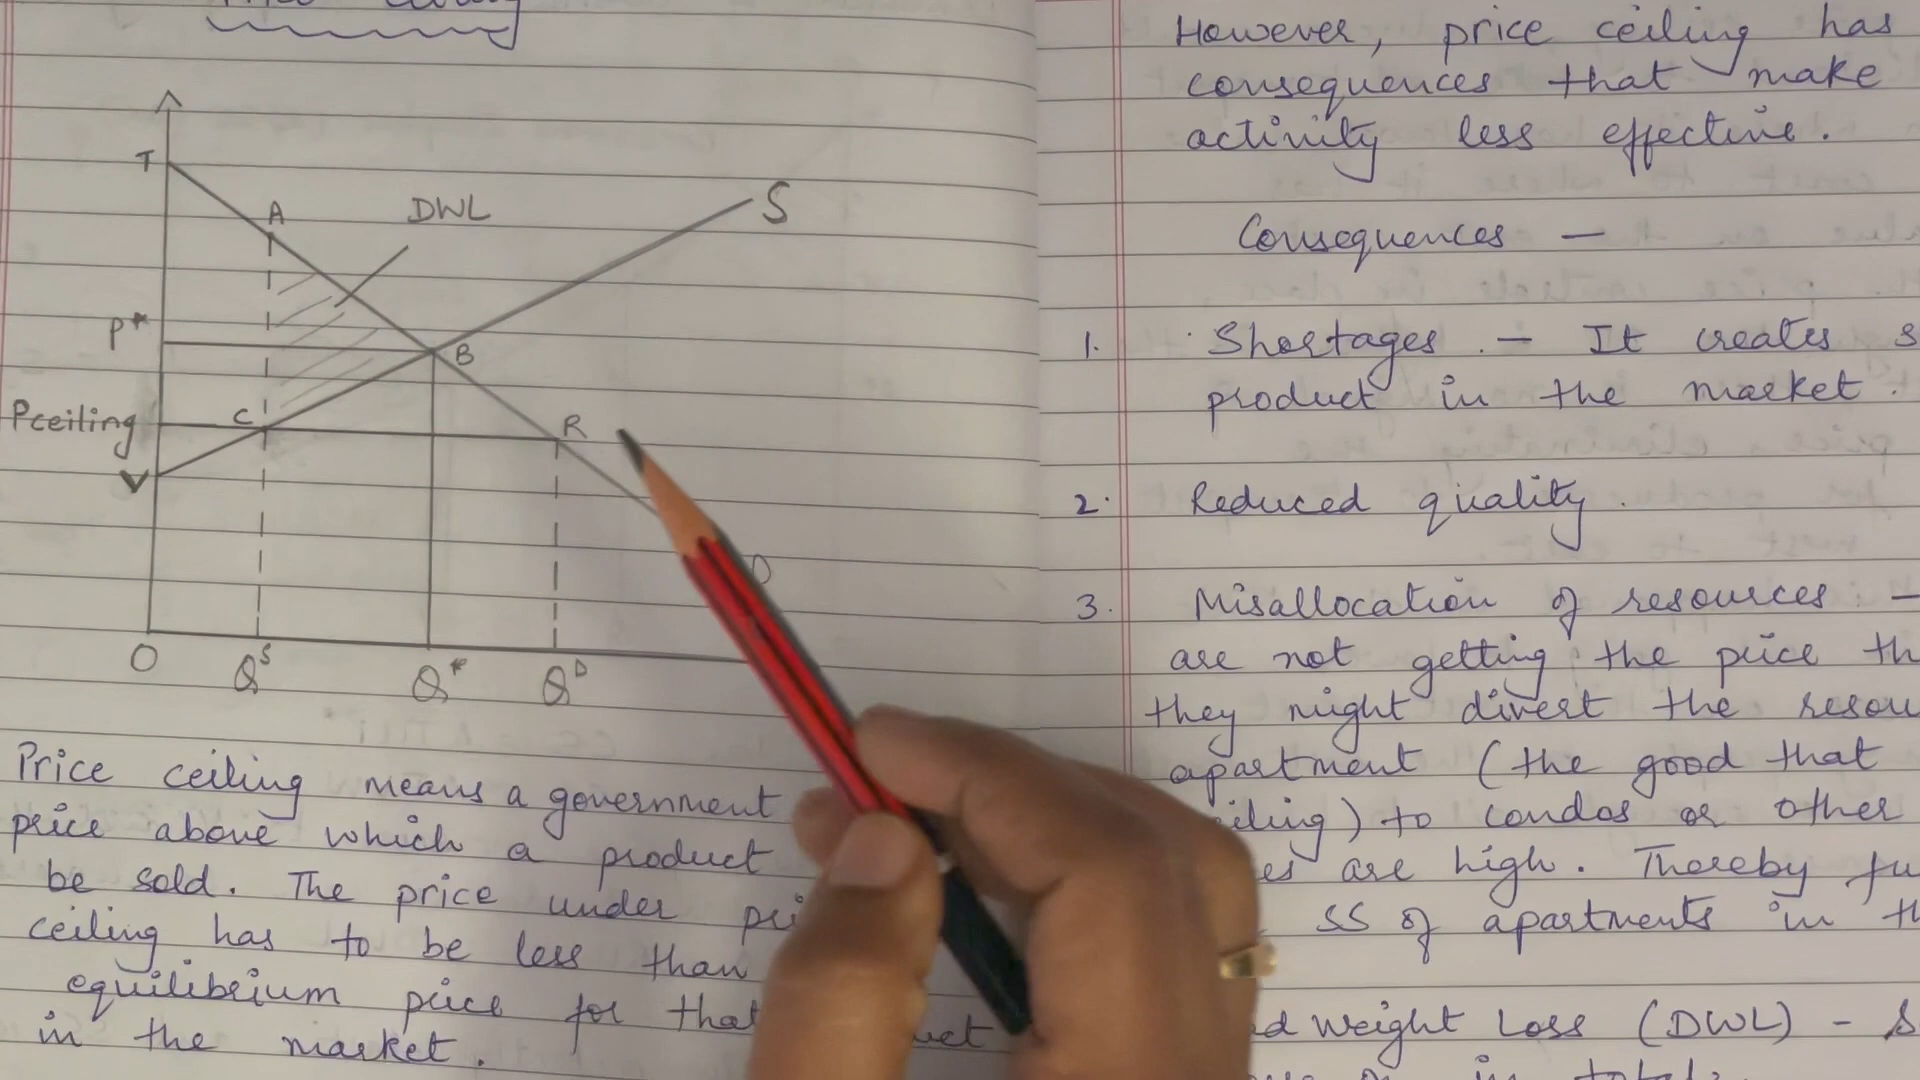 T
A
DWL
S
P*
B
Pceiling
C
R
V
D
O
Qˢ
Q*
Qᴰ
Price ceiling means a government
price above which a product
be sold. The price under
ceiling has to be less than
equilibrium price for that
in the market.
However, price ceiling has
consequences that make
activity less effective.
Consequences —
1. Shortages - It creates
product in the market.
2. Reduced quality.
3. Misallocation of resources -
are not getting the price
they might divert the
apartment (the good that
to condos or other
are high. Thereby
SS of apartments in
Weight Loss (DWL) -